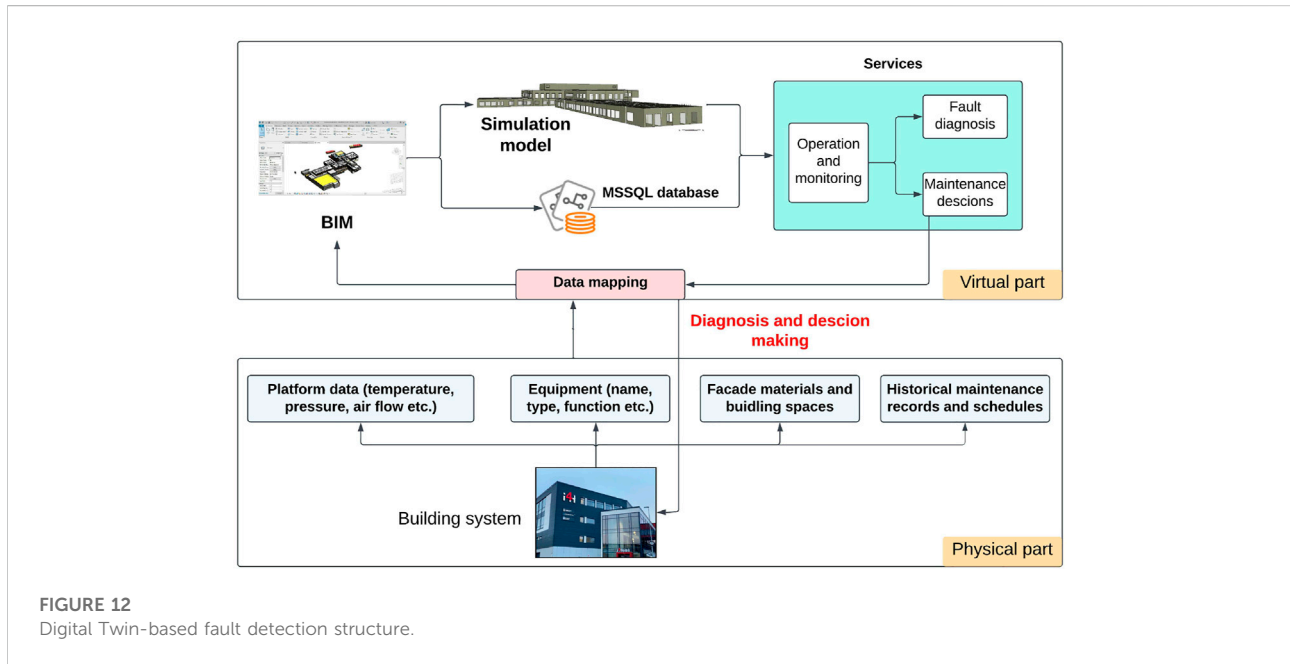 Services
Simulation
model
BIM
MSSQL database
Operation
and
monitoring
Fault
diagnosis
Maintenance
descions
Data mapping
Virtual part
Diagnosis and descion
making
Platform data (temperature,
pressure, air flow etc.)
Equipment (name,
type, function etc.)
Facade materials and
buidling spaces
Historical maintenance
records and schedules
Building system
i4H
Physical part
FIGURE 12
Digital Twin-based fault detection structure.